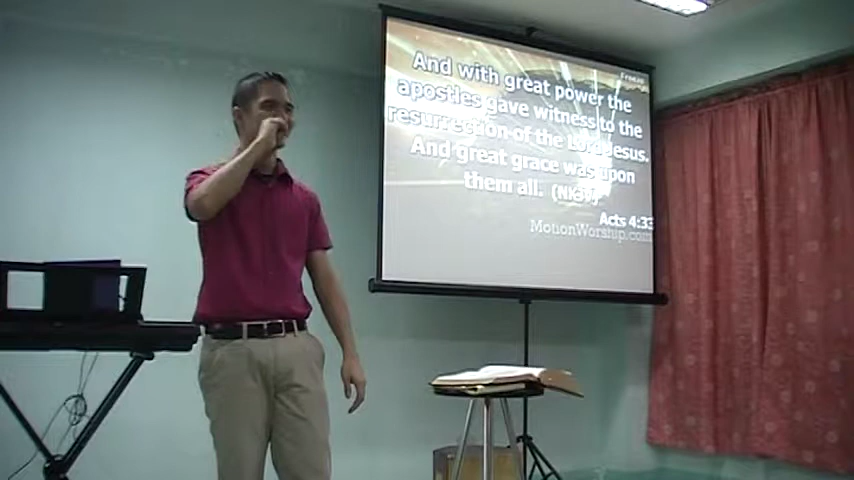 Freeze
And with great power the
apostles gave witness to the
resurrection of the Lord Jesus.
And great grace was upon
them all. (NKJV)
Acts 4:33
MotionWorship.com